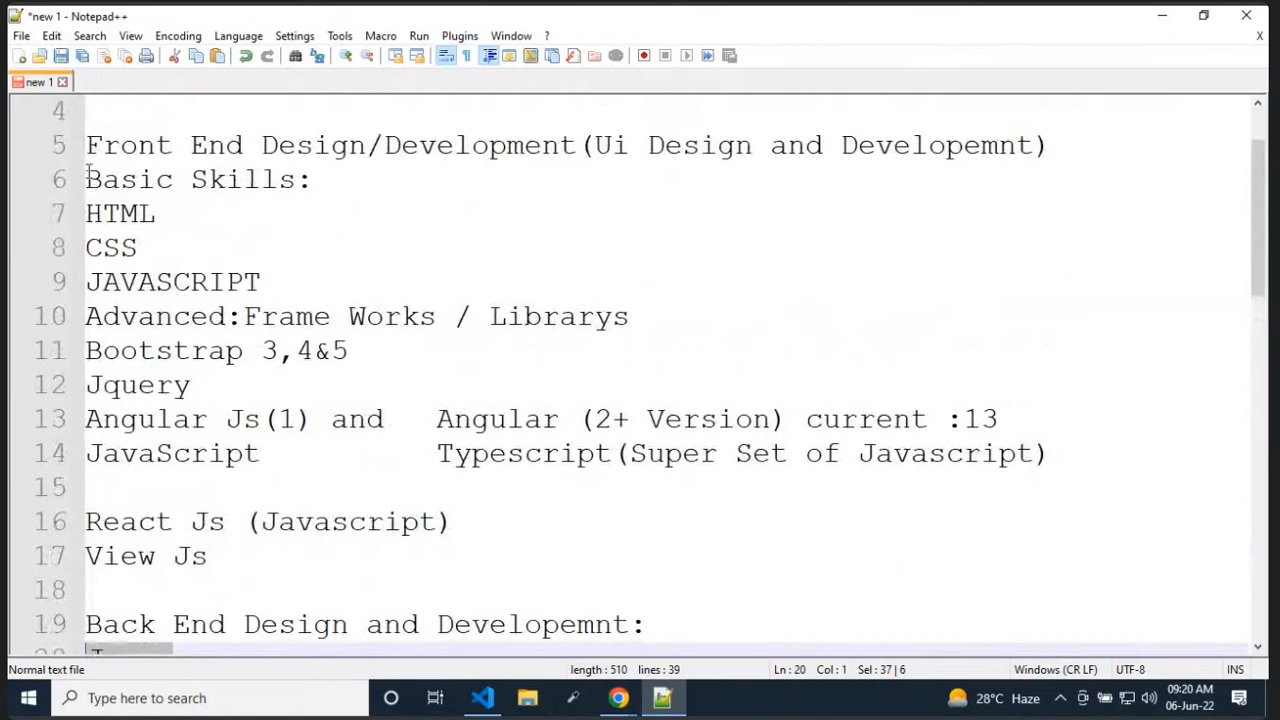 *new 1 - Notepad++
File Edit Search View Encoding Language Settings Tools Macro Run Plugins Window ? X
new 1
4
5 Front End Design/Development(Ui Design and Developemnt)
6 Basic Skills:
7 HTML
8 CSS
9 JAVASCRIPT
10 Advanced:Frame Works / Librarys
11 Bootstrap 3,4&5
12 Jquery
13 Angular Js(1) and Angular (2+ Version) current :13
14 JavaScript Typescript(Super Set of Javascript)
15
16 React Js (Javascript)
17 View Js
18
19 Back End Design and Developemnt:
Normal text file length : 510 lines : 39 Ln : 20 Col : 1 Sel : 37 | 6 Windows (CR LF) UTF-8 INS
Type here to search 28°C Haze 09:20 AM
06-Jun-22